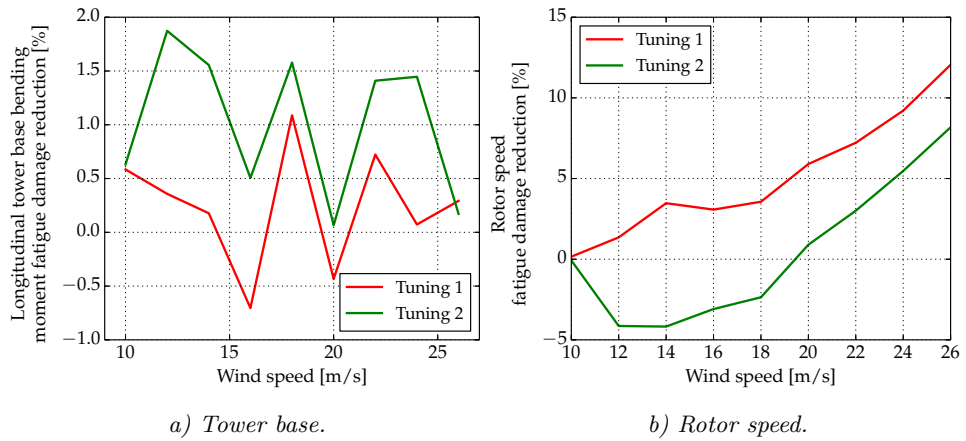 Longitudinal tower base bending
moment fatigue damage reduction [%]
2.0
1.5
1.0
0.5
0.0
−0.5
−1.0
10
15
20
25
Wind speed [m/s]
Tuning 1
Tuning 2
a) Tower base.
Rotor speed
fatigue damage reduction [%]
15
10
5
0
−5
10
12
14
16
18
20
22
24
26
Wind speed [m/s]
Tuning 1
Tuning 2
b) Rotor speed.